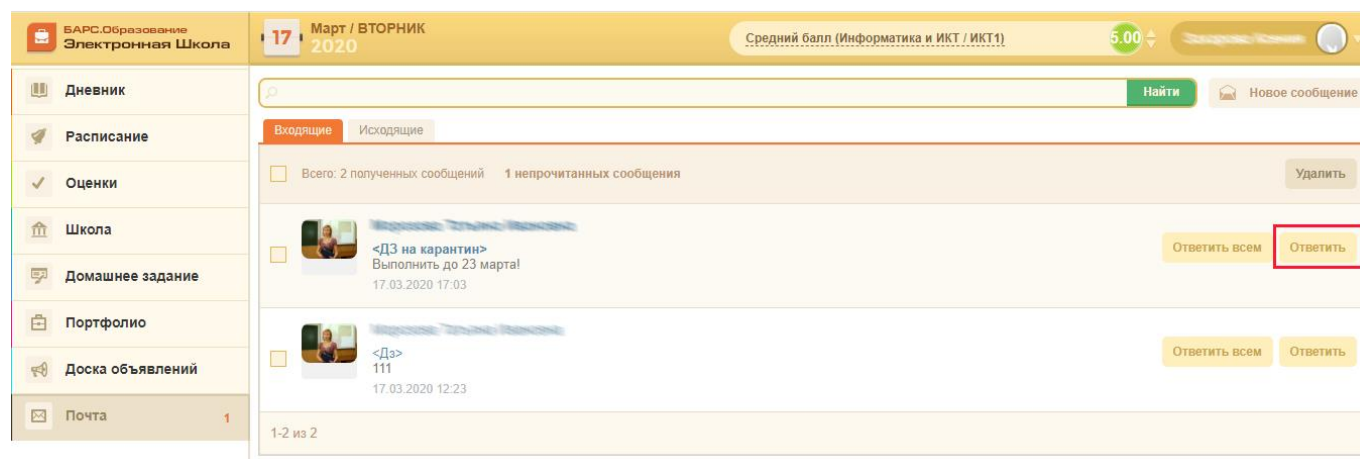 БАРС.Образование
Электронная Школа
17
Март / ВТОРНИК
2020
Средний балл (Информатика и ИКТ / ИКТ1)
5.00
Дневник
Расписание
Оценки
Школа
Домашнее задание
Портфолио
Доска объявлений
Почта 1
Найти
Новое сообщение
Входящие Исходящие
Всего: 2 полученных сообщений 1 непрочитанных сообщения
Удалить
<ДЗ на карантин>
Выполнить до 23 марта!
17.03.2020 17:03
Ответить всем Ответить
<Дз>
111
17.03.2020 12:23
Ответить всем Ответить
1-2 из 2